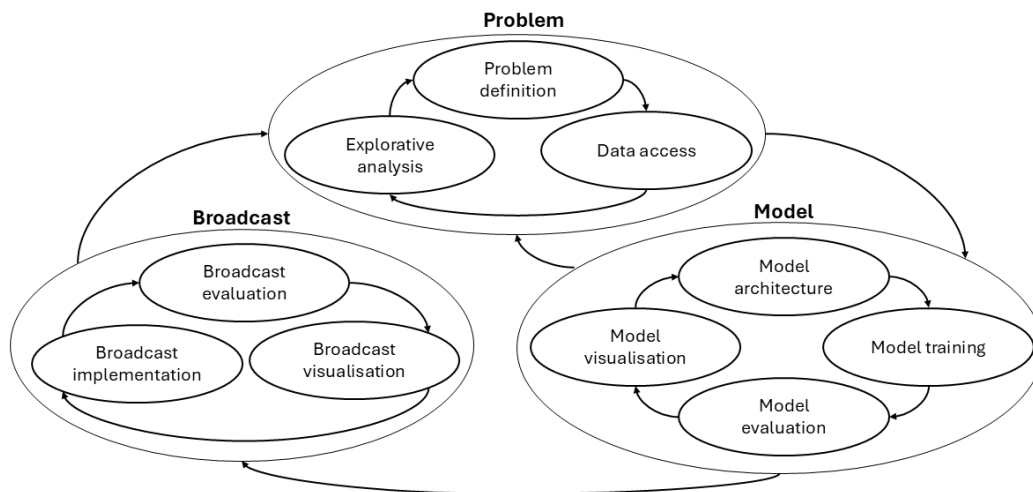 Problem
Problem
definition
Explorative
analysis
Data access
Broadcast
Broadcast
evaluation
Broadcast
implementation
Broadcast
visualisation
Model
Model
architecture
Model
visualisation
Model training
Model
evaluation